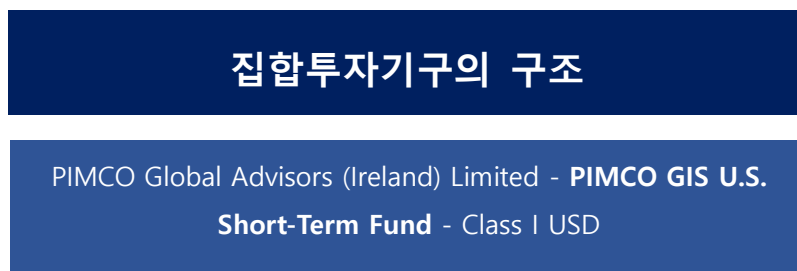 집합투자기구의 구조
PIMCO Global Advisors (Ireland) Limited - PIMCO GIS U.S.
Short-Term Fund - Class I USD